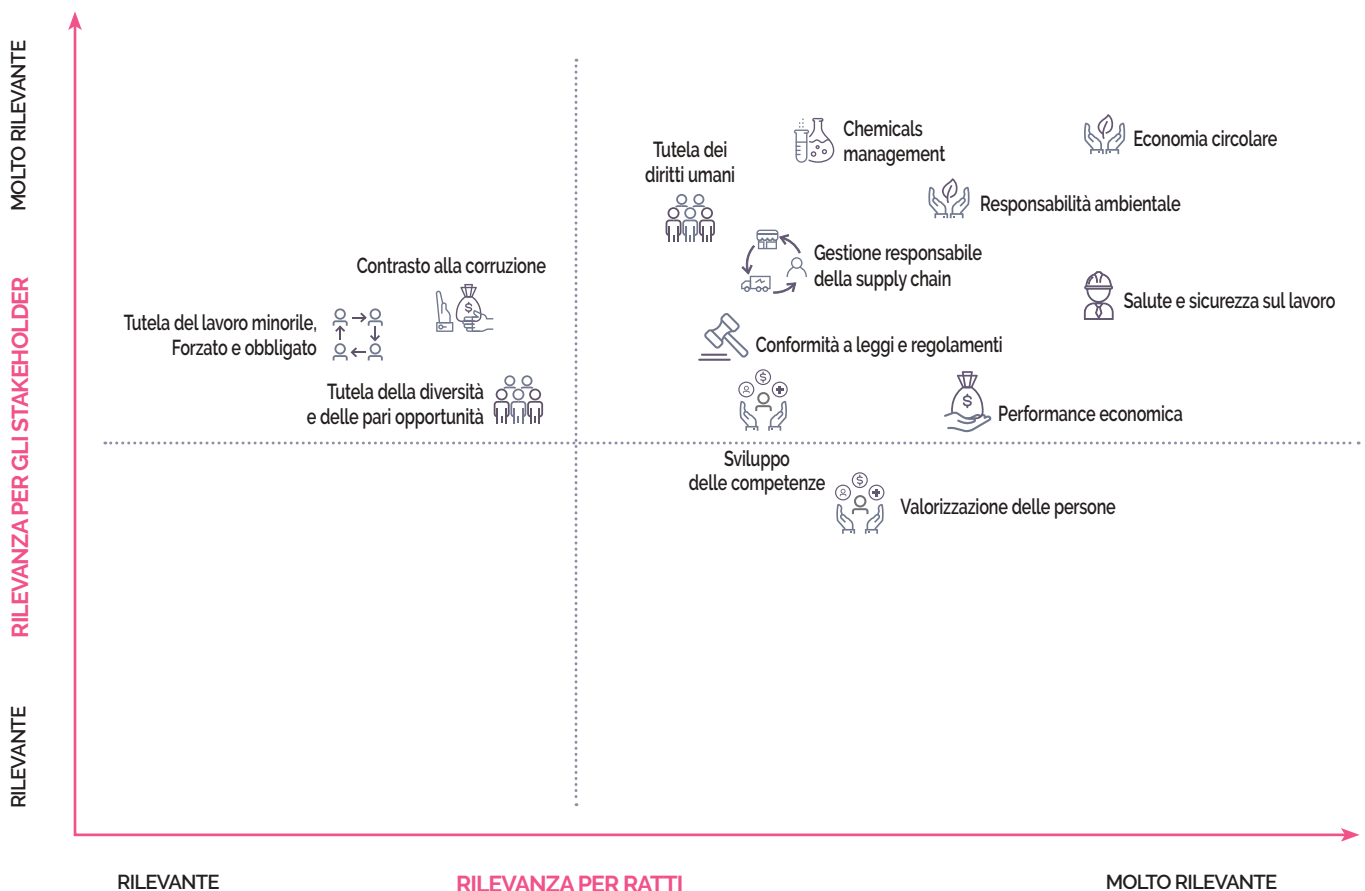 MOLTO RILEVANTE
RILEVANZA PER GLI STAKEHOLDER
RILEVANTE
Chemicals
management
Economia circolare
Tutela dei
diritti umani
Responsabilità ambientale
Gestione responsabile
della supply chain
Contrasto alla corruzione
Salute e sicurezza sul lavoro
Tutela del lavoro minorile,
Forzato e obbligato
Conformità a leggi e regolamenti
Tutela della diversità
e delle pari opportunità
Performance economica
Sviluppo
delle competenze
Valorizzazione delle persone
RILEVANTE
RILEVANZA PER RATTI
MOLTO RILEVANTE